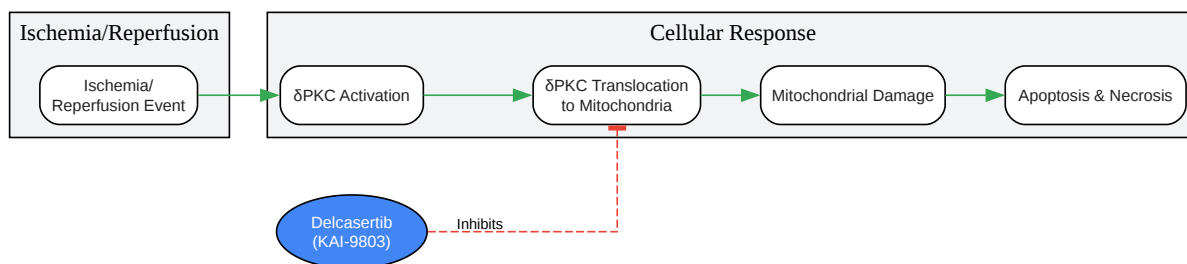 Ischemia/Reperfusion
Cellular Response
Ischemia/
Reperfusion Event
δPKC Activation
δPKC Translocation
to Mitochondria
Mitochondrial Damage
Apoptosis & Necrosis
Delcasertib
(KAI-9803)
Inhibits